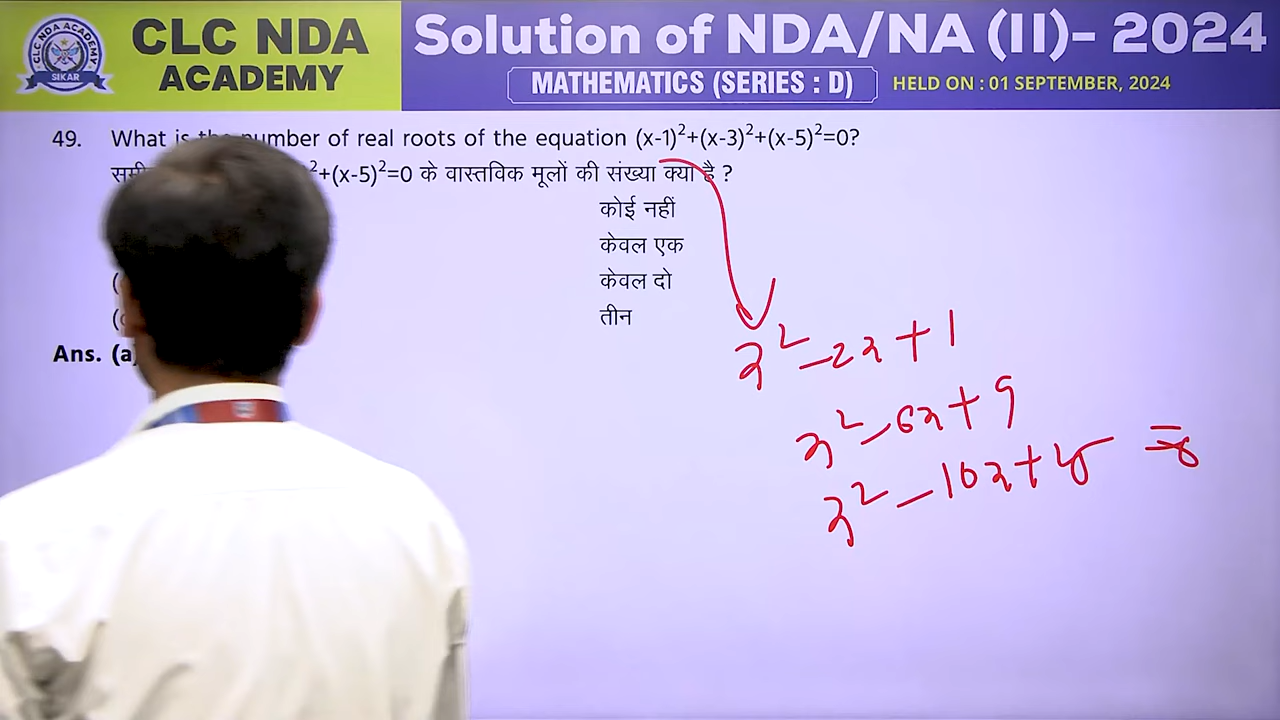 CLC NDA ACADEMY
SIKAR
CLC NDA
ACADEMY
Solution of NDA/NA (II)- 2024
MATHEMATICS (SERIES : D)
HELD ON : 01 SEPTEMBER, 2024
49. What is the number of real roots of the equation (x-1)²+(x-3)²+(x-5)²=0?
²+(x-5)²=0 के वास्तविक मूलों की संख्या क्या है ?
कोई नहीं
केवल एक
केवल दो
तीन
Ans. (a)
x²-2x+1
x²-6x+9
x²-10x+